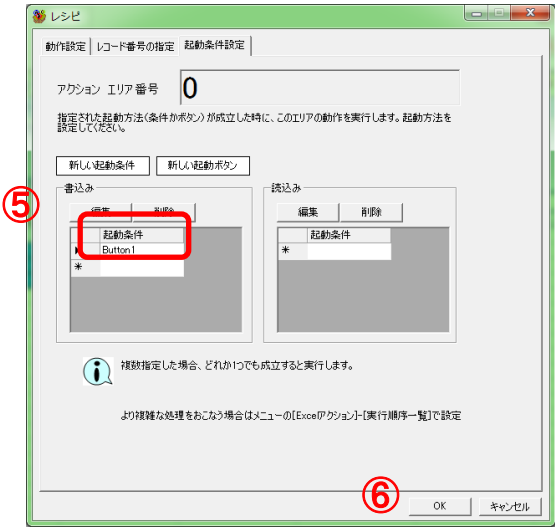 レシピ
動作設定 レコード番号の指定 起動条件設定
アクション エリア番号 0
指定された起動方法(条件かボタン)が成立した時に、このエリアの動作を実行します。起動方法を
設定してください。
新しい起動条件 新しい起動ボタン
⑤
書込み
編集 削除
起動条件
Button1
読込み
編集 削除
起動条件
複数指定した場合、どれか1つでも成立すると実行します。
より複雑な処理をおこなう場合はメニューの[Excelアクション]-[実行順序一覧]で設定
⑥
OK キャンセル